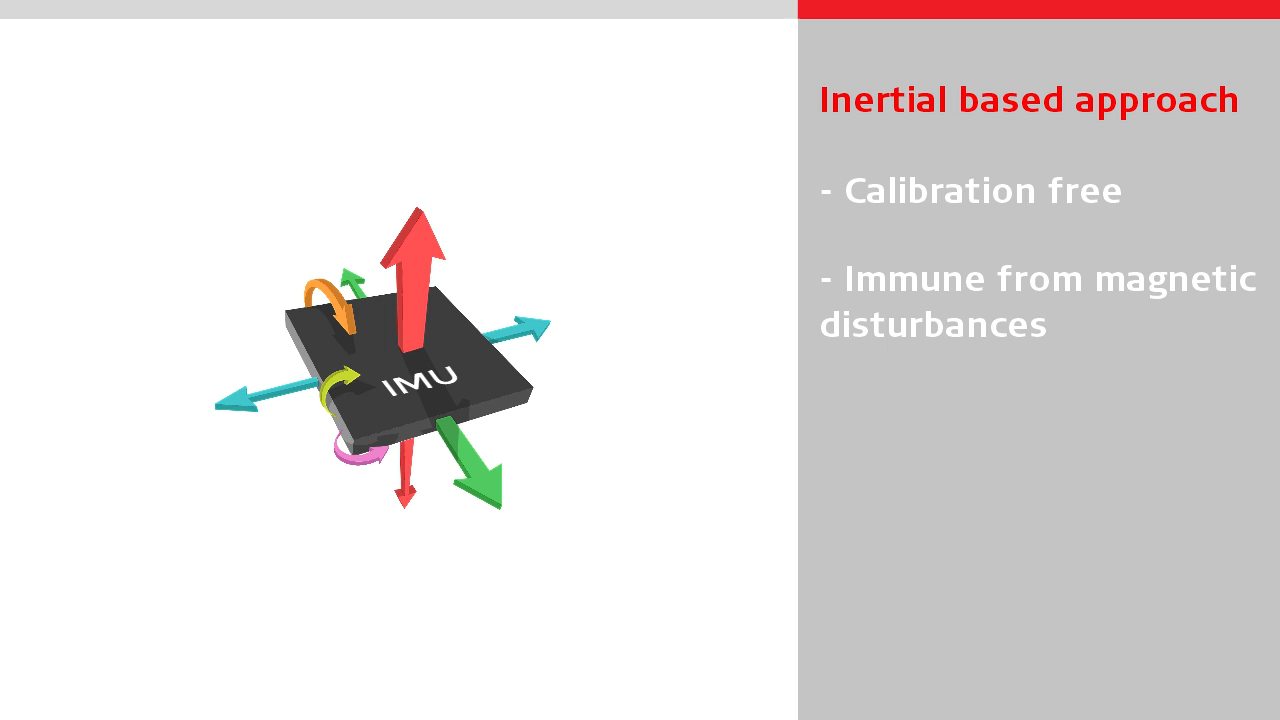 Inertial based approach
- Calibration free
- Immune from magnetic
disturbances
IMU